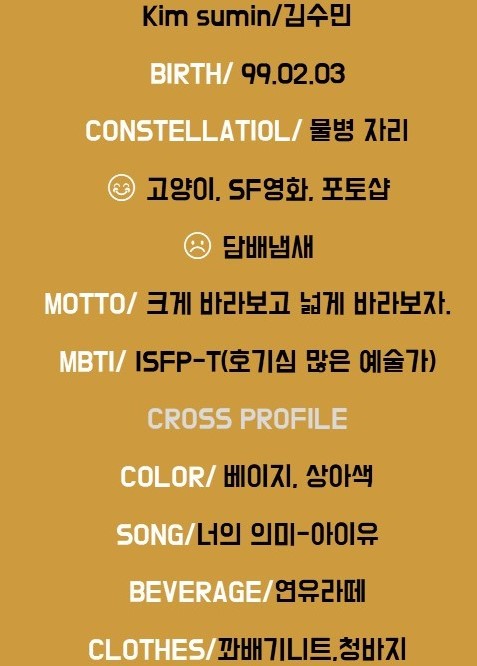 Kim sumin/김수민
BIRTH/ 99.02.03
CONSTELLATIOL/ 물병 자리
고양이, SF영화, 포토샵
담배냄새
MOTTO/ 크게 바라보고 넓게 바라보자.
MBTI/ ISFP-T(호기심 많은 예술가)
CROSS PROFILE
COLOR/ 베이지, 상아색
SONG/너의 의미-아이유
BEVERAGE/연유라떼
CLOTHES/꽈배기니트,청바지